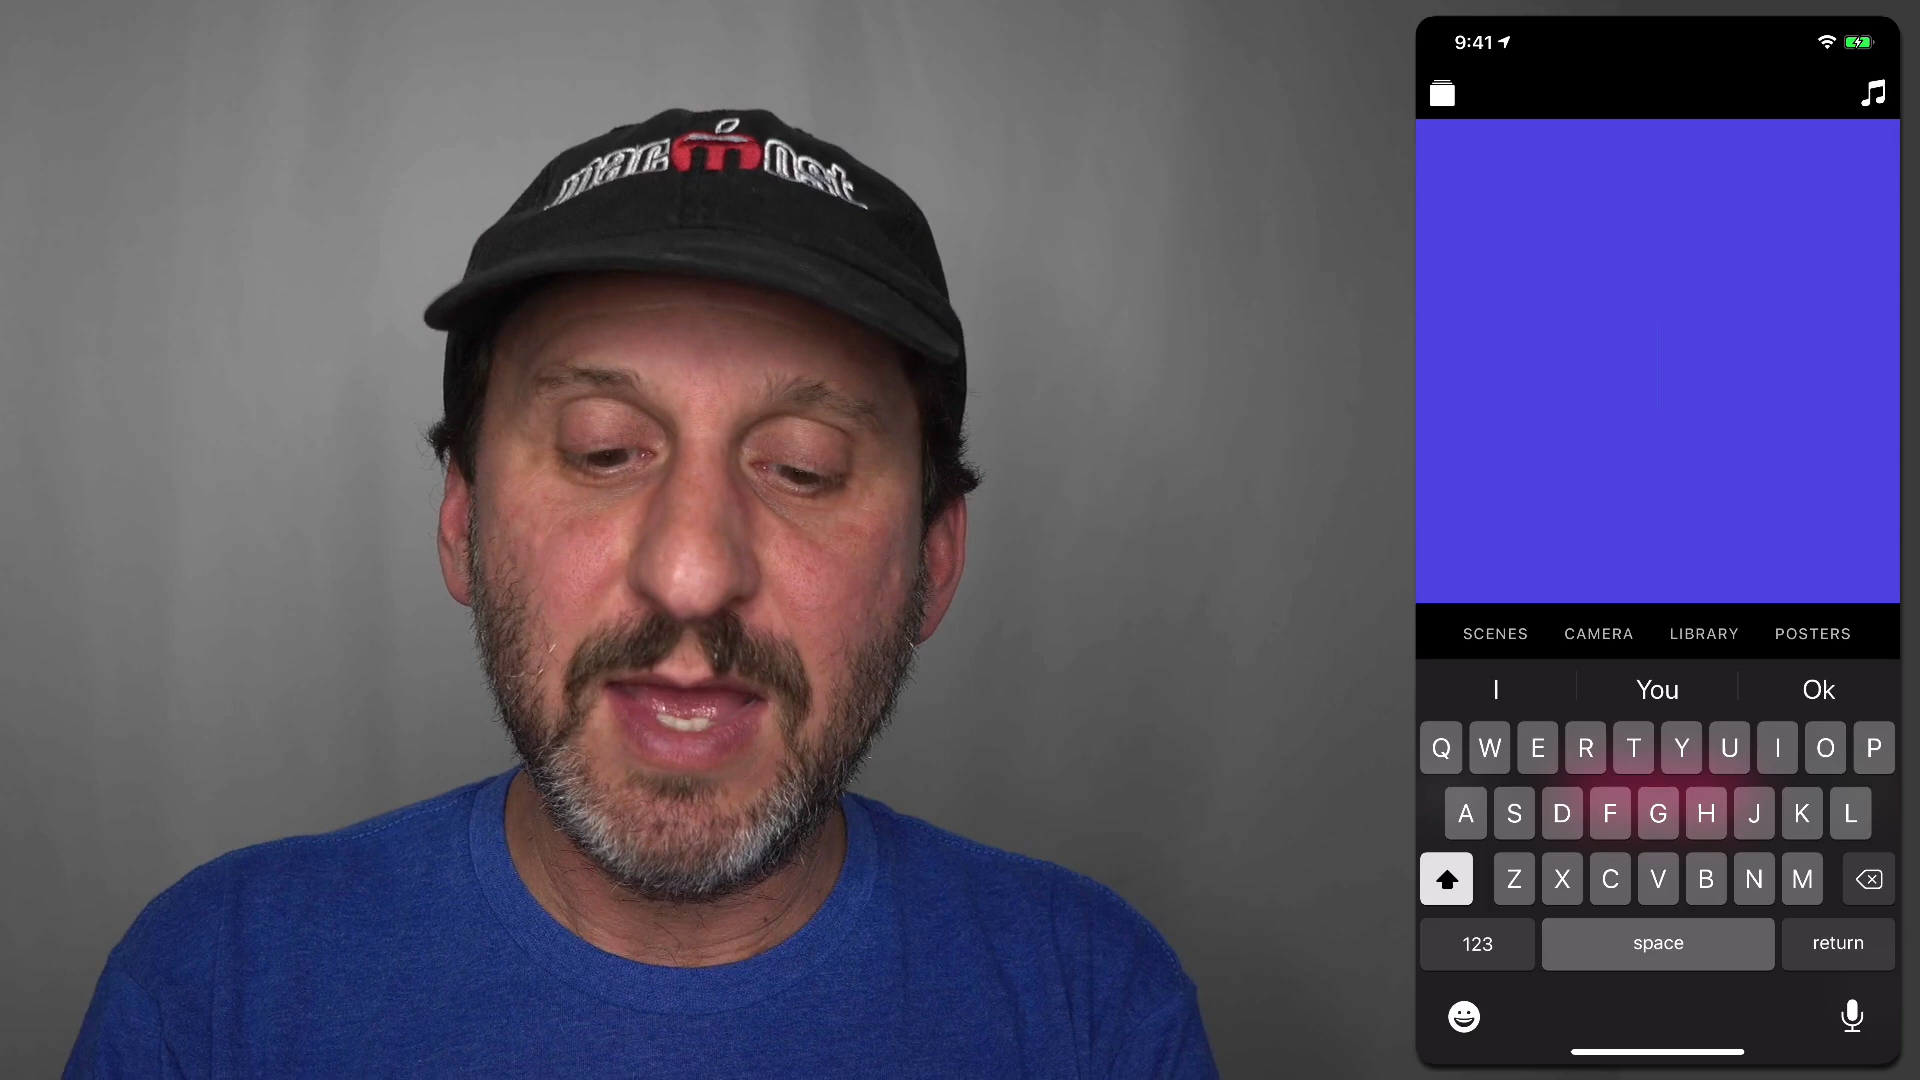 macmost
9:41
SCENES CAMERA LIBRARY POSTERS
I You Ok
Q W E R T Y U I O P
A S D F G H J K L
Z X C V B N M
123 space return